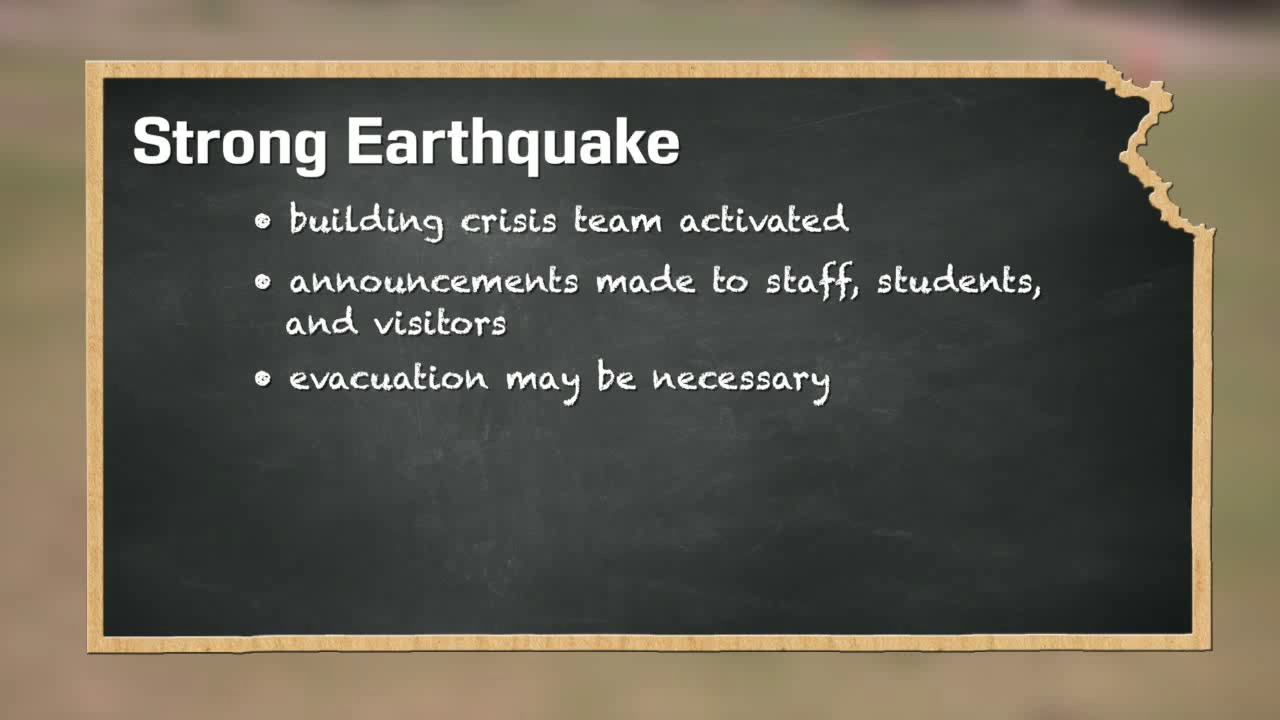 Strong Earthquake
• building crisis team activated
• announcements made to staff, students,
and visitors
• evacuation may be necessary